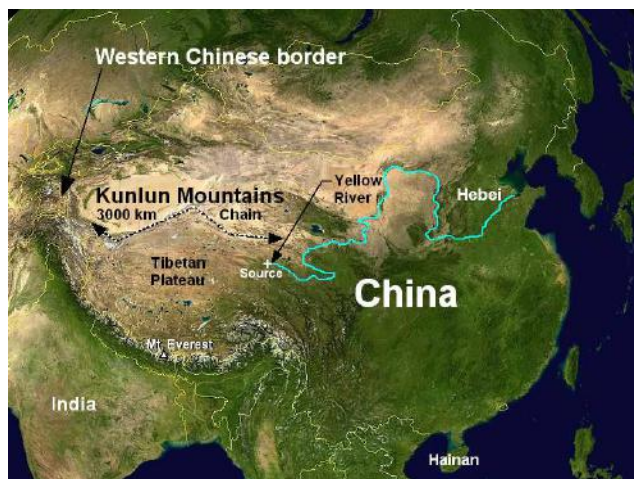 Western Chinese border
Yellow
River
Kunlun Mountains
3000 km
Chain
Hebei
Tibetan
Plateau
Source
China
Mt. Everest
India
Hainan